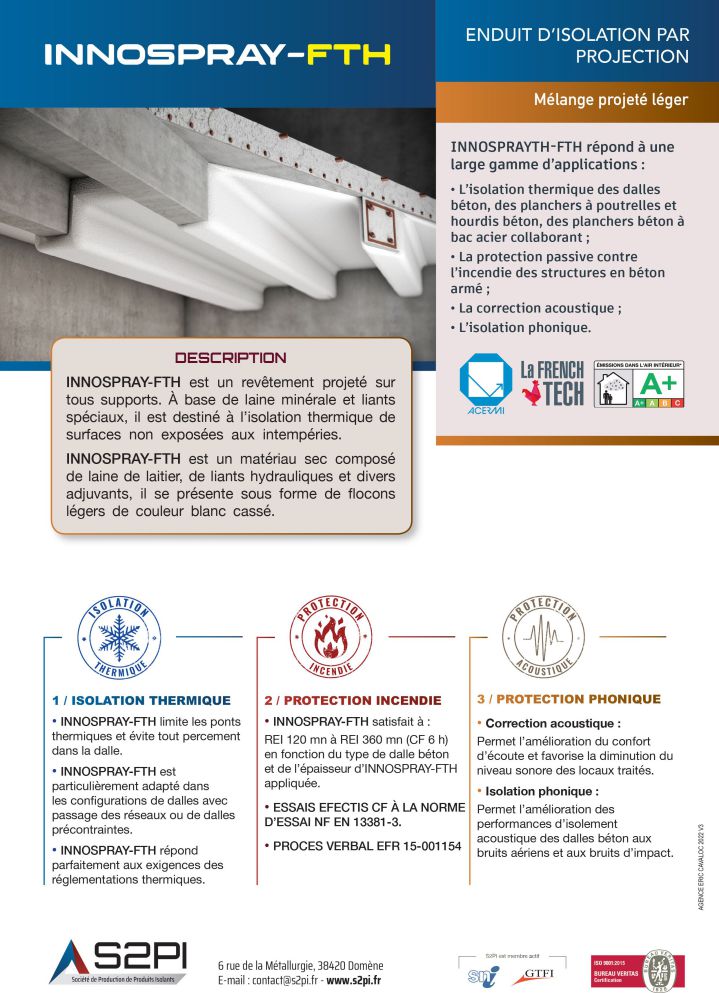 INNOSPRAY-FTH
ENDUIT D'ISOLATION PAR
PROJECTION
Mélange projeté léger
INNOSPRAYTH-FTH répond à une
large gamme d'applications :
• L'isolation thermique des dalles
béton, des planchers à poutrelles et
hourdis béton, des planchers béton à
bac acier collaborant ;
• La protection passive contre
l'incendie des structures en béton
armé ;
• La correction acoustique ;
• L'isolation phonique.
ACERMI
La FRENCH
TECH
ÉMISSIONS DANS L'AIR INTÉRIEUR*
A+
A+ A B C
DESCRIPTION
INNOSPRAY-FTH est un revêtement projeté sur
tous supports. À base de laine minérale et liants
spéciaux, il est destiné à l'isolation thermique de
surfaces non exposées aux intempéries.
INNOSPRAY-FTH est un matériau sec composé
de laine de laitier, de liants hydrauliques et divers
adjuvants, il se présente sous forme de flocons
légers de couleur blanc cassé.
ISOLATION
THERMIQUE
1 / ISOLATION THERMIQUE
• INNOSPRAY-FTH limite les ponts
thermiques et évite tout percement
dans la dalle.
• INNOSPRAY-FTH est
particulièrement adapté dans
les configurations de dalles avec
passage des réseaux ou de dalles
précontraintes.
• INNOSPRAY-FTH répond
parfaitement aux exigences des
réglementations thermiques.
PROTECTION
INCENDIE
2 / PROTECTION INCENDIE
• INNOSPRAY-FTH satisfait à :
REI 120 mn à REI 360 mn (CF 6 h)
en fonction du type de dalle béton
et de l'épaisseur d'INNOSPRAY-FTH
appliquée.
• ESSAIS EFECTIS CF À LA NORME
D'ESSAI NF EN 13381-3.
• PROCES VERBAL EFR 15-001154
PROTECTION
ACOUSTIQUE
3 / PROTECTION PHONIQUE
• Correction acoustique :
Permet l'amélioration du confort
d'écoute et favorise la diminution du
niveau sonore des locaux traités.
• Isolation phonique :
Permet l'amélioration des
performances d'isolement
acoustique des dalles béton aux
bruits aériens et aux bruits d'impact.
AGENCE ERIC CAVALOC 2022 V3
S2PI
Société de Production de Produits Isolants
6 rue de la Métallurgie, 38420 Domène
E-mail : contact@s2pi.fr - www.s2pi.fr
S2PI est membre actif
sni
GTFI
ISO 9001:2015
BUREAU VERITAS
Certification
BUREAU VERITAS
1828